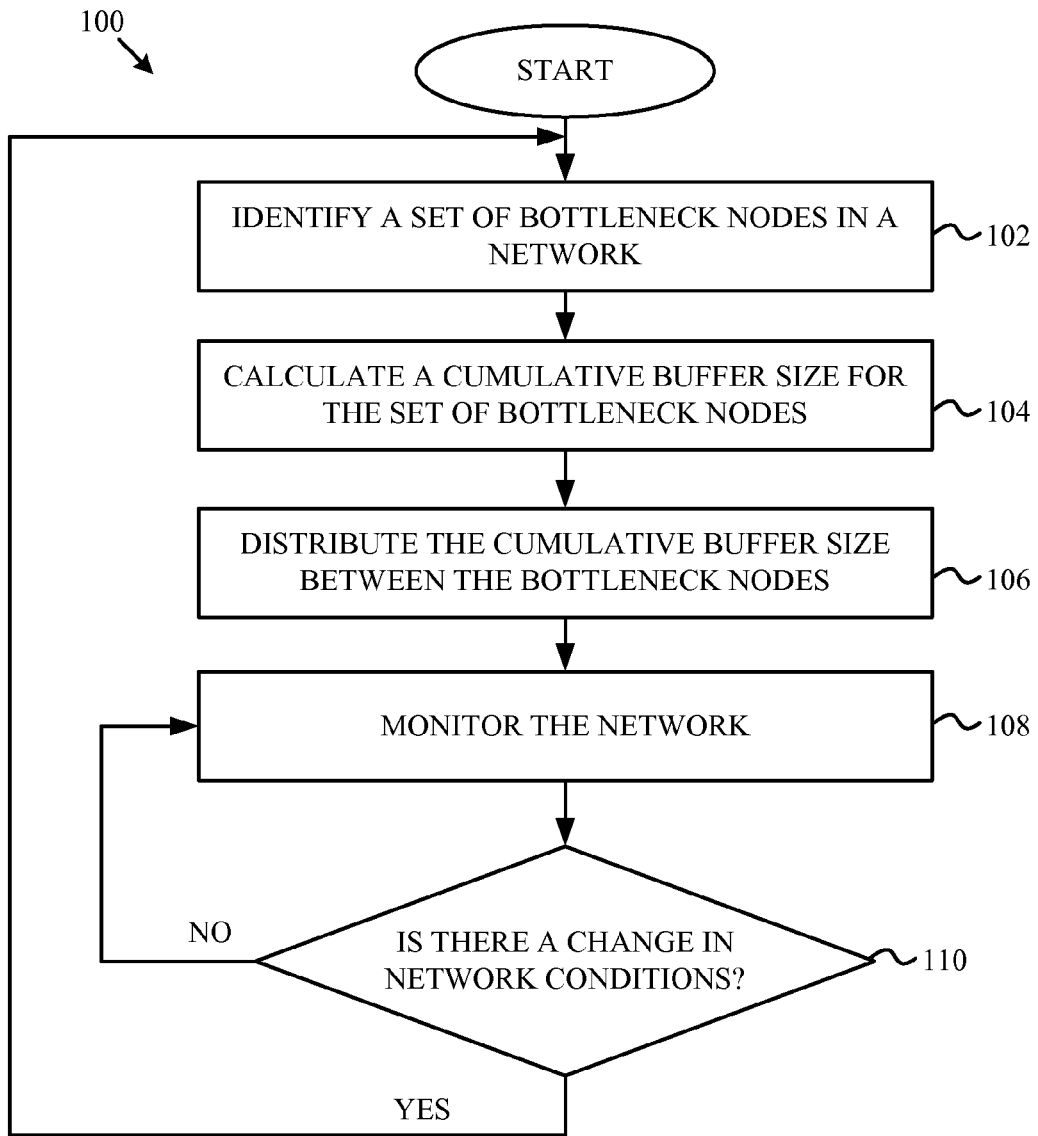 100
START
IDENTIFY A SET OF BOTTLENECK NODES IN A
NETWORK
102
CALCULATE A CUMULATIVE BUFFER SIZE FOR
THE SET OF BOTTLENECK NODES
104
DISTRIBUTE THE CUMULATIVE BUFFER SIZE
BETWEEN THE BOTTLENECK NODES
106
MONITOR THE NETWORK
108
NO
IS THERE A CHANGE IN
NETWORK CONDITIONS?
110
YES